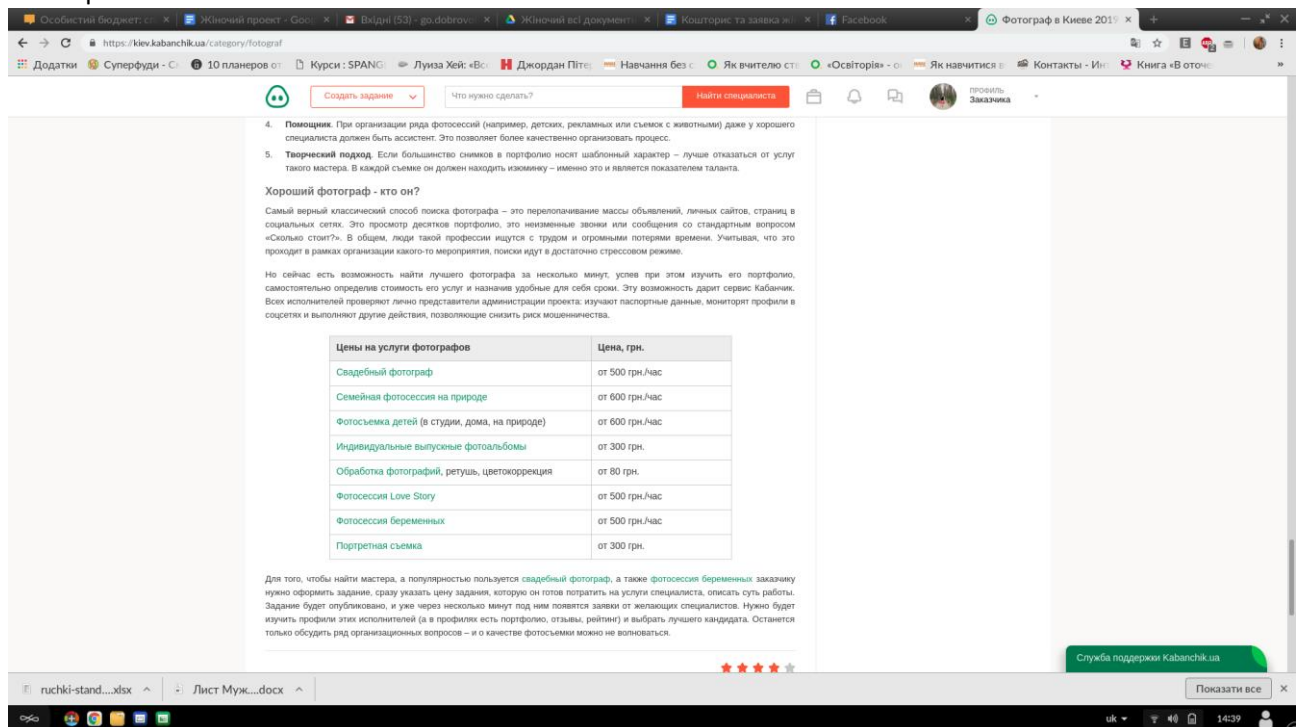 Особистий бюджет: сп
Жіночий проект - Goog
Вхідні (53) - go.dobrovol
Жіночий всі документи
Кошторис та заявка жін
Facebook
Фотограф в Киеве 2019
https://kiev.kabanchik.ua/category/fotograf
Додатки
Суперфуди - С
10 планеров от
Курси : SPANG
Луиза Хей: «Вс
Джордан Пітер
Навчання без с
Як вчителю ст
«Освіторія» - о
Як навчитися в
Контакты - Ин
Книга «В оточе
»
Создать задание
Что нужно сделать?
Найти специалиста
ПРОФИЛЬ
Заказчика
4. Помощник. При организации ряда фотосессий (например, детских, рекламных или съемок с животными) даже у хорошего
специалиста должен быть ассистент. Это позволяет более качественно организовать процесс.
5. Творческий подход. Если большинство снимков в портфолио носят шаблонный характер – лучше отказаться от услуг
такого мастера. В каждой съемке он должен находить изюминку – именно это и является показателем таланта.
Хороший фотограф - кто он?
Самый верный классический способ поиска фотографа – это перелопачивание массы объявлений, личных сайтов, страниц в
социальных сетях. Это просмотр десятков портфолио, это неизменные звонки или сообщения со стандартным вопросом
«Сколько стоит?». В общем, люди такой профессии ищутся с трудом и огромными потерями времени. Учитывая, что это
проходит в рамках организации какого-то мероприятия, поиски идут в достаточно стрессовом режиме.
Но сейчас есть возможность найти лучшего фотографа за несколько минут, успев при этом изучить его портфолио,
самостоятельно определив стоимость его услуг и назначив удобные для себя сроки. Эту возможность дарит сервис Кабанчик.
Всех исполнителей проверяют лично представители администрации проекта: изучают паспортные данные, мониторят профили в
соцсетях и выполняют другие действия, позволяющие снизить риск мошенничества.
Цены на услуги фотографов Цена, грн.
Свадебный фотограф от 500 грн./час
Семейная фотосессия на природе от 600 грн./час
Фотосъемка детей (в студии, дома, на природе) от 600 грн./час
Индивидуальные выпускные фотоальбомы от 300 грн.
Обработка фотографий, ретушь, цветокоррекция от 80 грн.
Фотосессия Love Story от 500 грн./час
Фотосессия беременных от 500 грн./час
Портретная съемка от 300 грн.
Для того, чтобы найти мастера, а популярностью пользуется свадебный фотограф, а также фотосессия беременных заказчику
нужно оформить задание, сразу указать цену задания, которую он готов потратить на услуги специалиста, описать суть работы.
Задание будет опубликовано, и уже через несколько минут под ним появятся заявки от желающих специалистов. Нужно будет
изучить профили этих исполнителей (а в профилях есть портфолио, отзывы, рейтинг) и выбрать лучшего кандидата. Останется
только обсудить ряд организационных вопросов – и о качестве фотосъемки можно не волноваться.
Служба поддержки Kabanchik.ua
ruchki-stand....xlsx
Лист Муж....docx
Показати все
uk
14:39